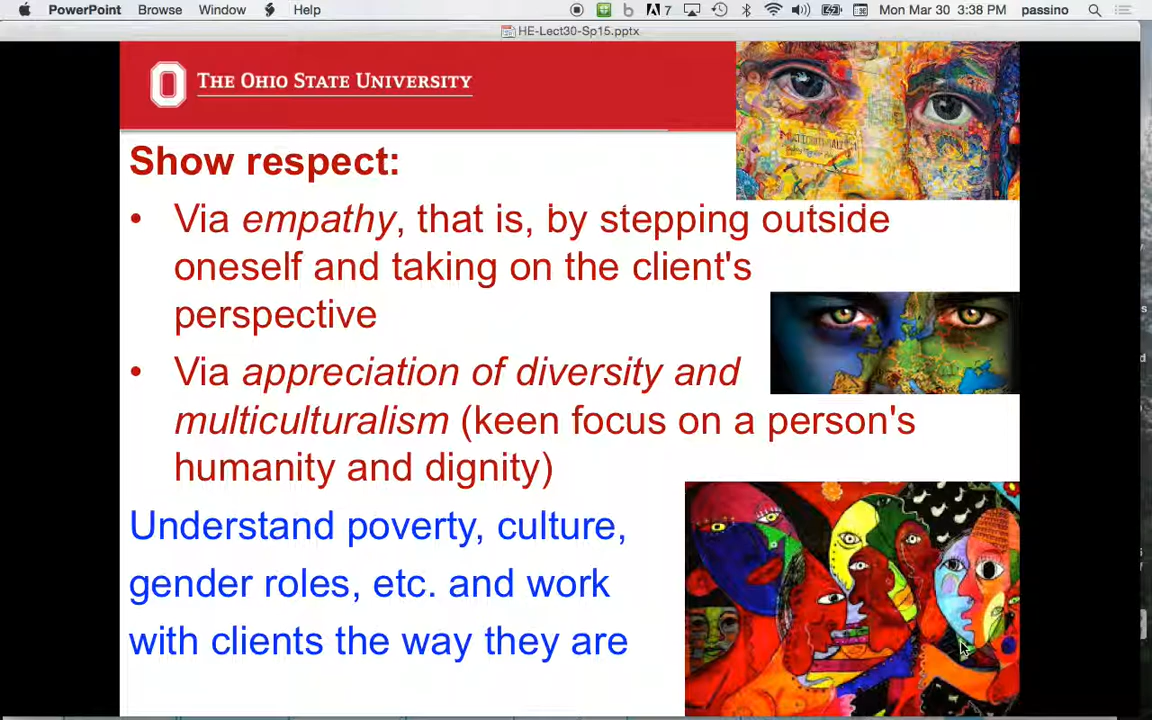 PowerPoint Browse Window Help 7 Mon Mar 30 3:38 PM passino
HE-Lect30-Sp15.pptx
THE OHIO STATE UNIVERSITY
MULTICULTURALISM
Show respect:
• Via empathy, that is, by stepping outside
oneself and taking on the client's
perspective
• Via appreciation of diversity and
multiculturalism (keen focus on a person's
humanity and dignity)
Understand poverty, culture,
gender roles, etc. and work
with clients the way they are